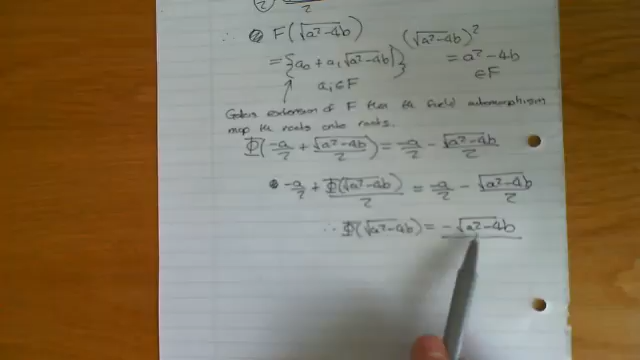 ∴ F(√a²-4b) (√a²-4b)²
= {a₀ + a₁√a²-4b | aᵢ∈F} = a²-4b ∈F
Galois extension of F then the field automorphism
map the roots onto roots.
Φ(-a/2 + √a²-4b/2) = -a/2 - √a²-4b/2
-a/2 + Φ(√a²-4b)/2 = -a/2 - √a²-4b/2
∴ Φ(√a²-4b) = -√a²-4b